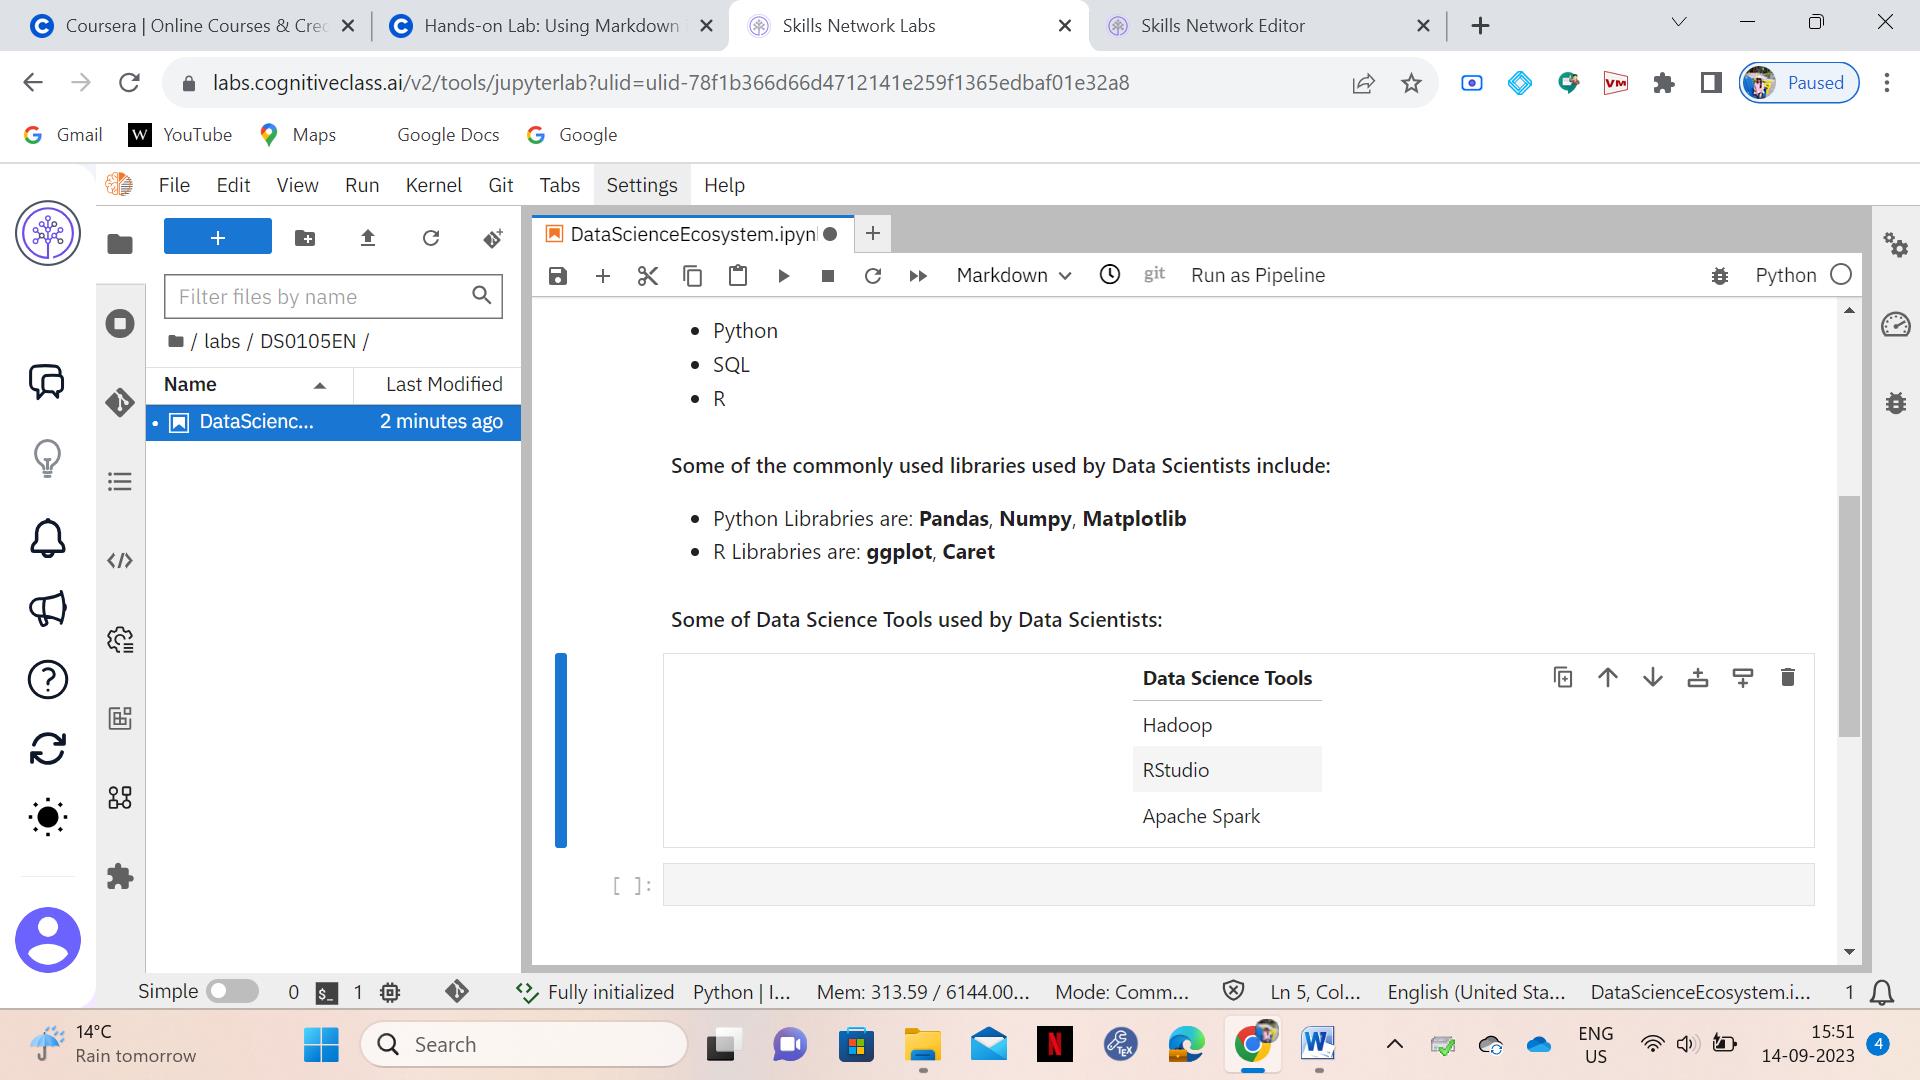 Coursera | Online Courses & Cre
Hands-on Lab: Using Markdown
Skills Network Labs
Skills Network Editor
labs.cognitiveclass.ai/v2/tools/jupyterlab?ulid=ulid-78f1b366d66d4712141e259f1365edbaf01e32a8
VM
Paused
Gmail
W YouTube
Maps
Google Docs
Google
File Edit View Run Kernel Git Tabs Settings Help
DataScienceEcosystem.ipyn
Markdown
git
Run as Pipeline
Python
Filter files by name
/ labs / DS0105EN /
Name
Last Modified
DataScienc...
2 minutes ago
Python
SQL
R
Some of the commonly used libraries used by Data Scientists include:
Python Librabries are: Pandas, Numpy, Matplotlib
R Librabries are: ggplot, Caret
Some of Data Science Tools used by Data Scientists:
Data Science Tools
Hadoop
RStudio
Apache Spark
[ ]:
Simple
0
$_
1
Fully initialized
Python | I...
Mem: 313.59 / 6144.00...
Mode: Comm...
Ln 5, Col...
English (United Sta...
DataScienceEcosystem.i...
1
14°C
Rain tomorrow
Search
N
TEX
W
ENG
US
15:51
14-09-2023
4